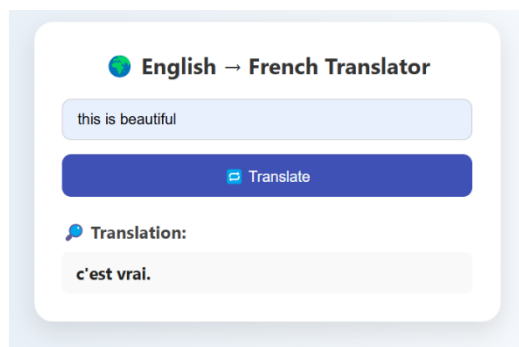 🌍 English → French Translator
this is beautiful
🔁 Translate
🔎 Translation:
c'est vrai.